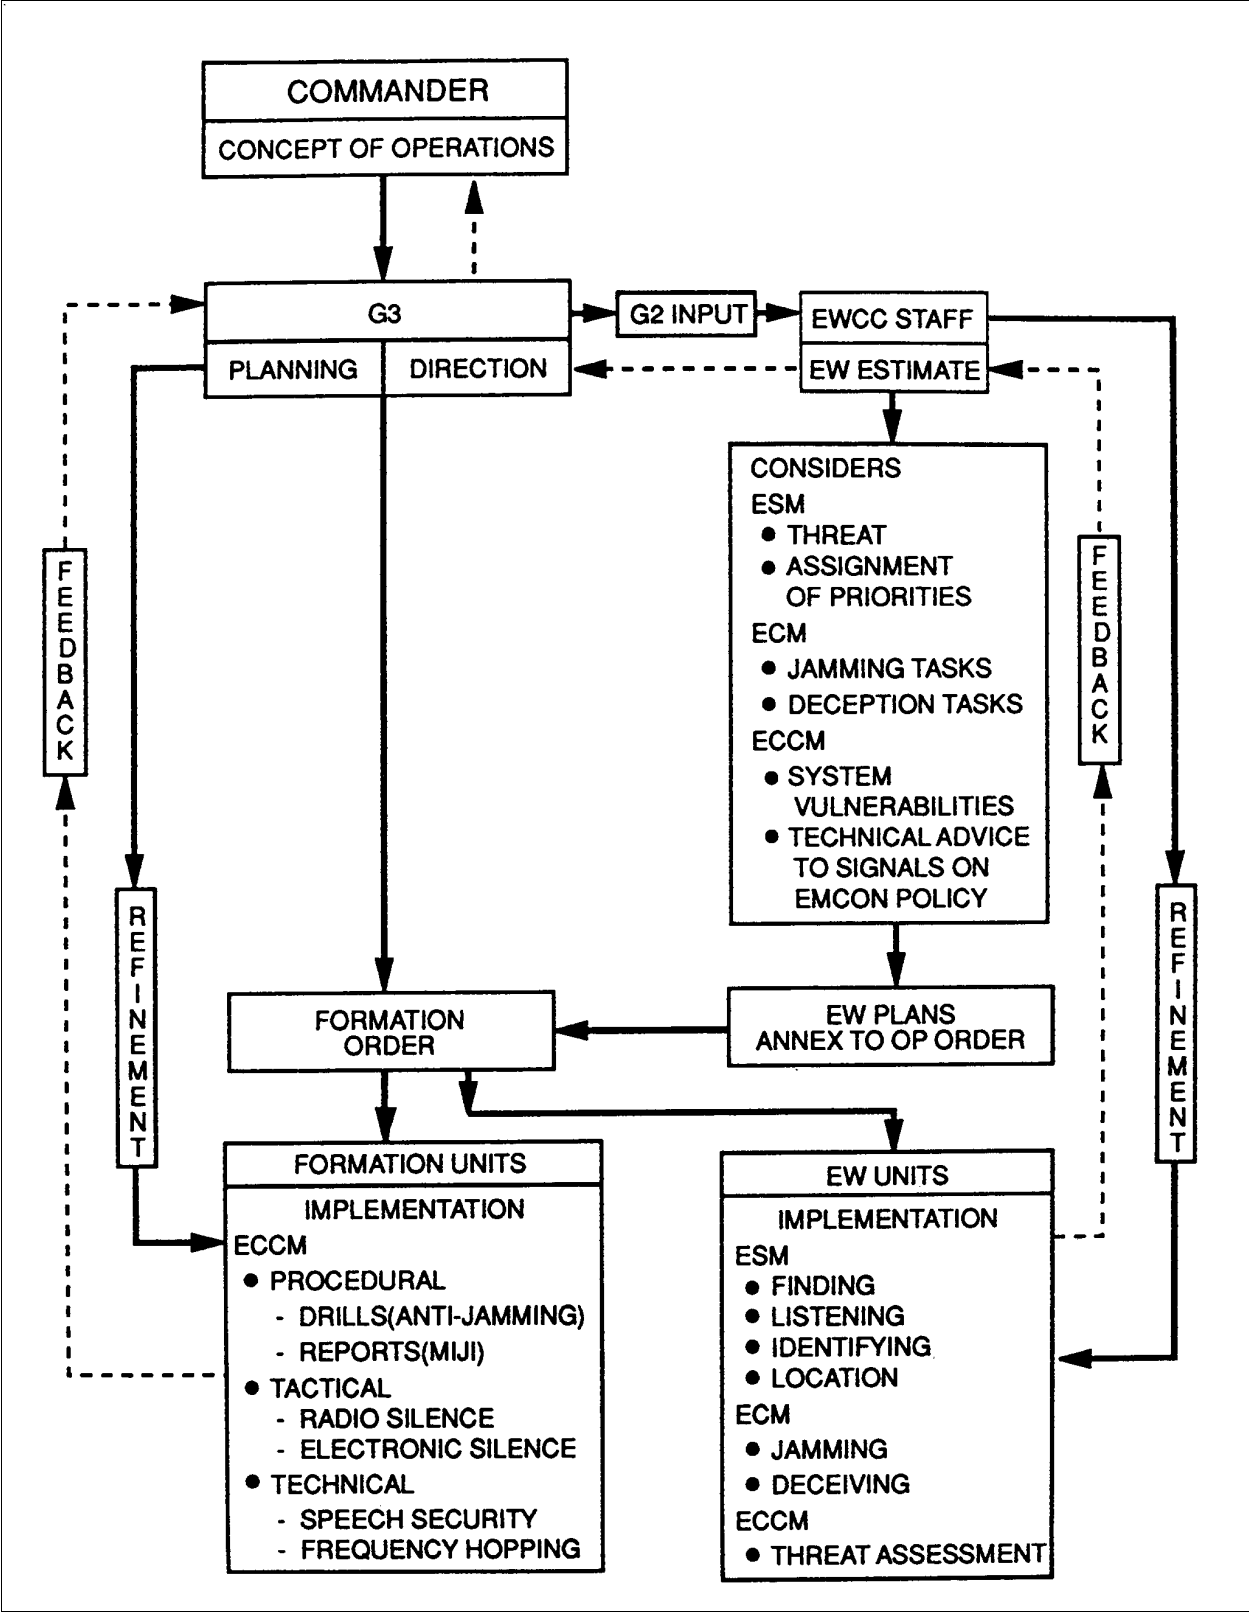 COMMANDER
CONCEPT OF OPERATIONS
G3
PLANNING
DIRECTION
G2 INPUT
EWCC STAFF
EW ESTIMATE
CONSIDERS
ESM
● THREAT
● ASSIGNMENT
OF PRIORITIES
ECM
● JAMMING TASKS
● DECEPTION TASKS
ECCM
● SYSTEM
VULNERABILITIES
● TECHNICAL ADVICE
TO SIGNALS ON
EMCON POLICY
FEEDBACK
FEEDBACK
REFINEMENT
REFINEMENT
FORMATION
ORDER
EW PLANS
ANNEX TO OP ORDER
FORMATION UNITS
IMPLEMENTATION
ECCM
● PROCEDURAL
- DRILLS(ANTI-JAMMING)
- REPORTS(MIJI)
● TACTICAL
- RADIO SILENCE
- ELECTRONIC SILENCE
● TECHNICAL
- SPEECH SECURITY
- FREQUENCY HOPPING
EW UNITS
IMPLEMENTATION
ESM
● FINDING
● LISTENING
● IDENTIFYING
● LOCATION
ECM
● JAMMING
● DECEIVING
ECCM
● THREAT ASSESSMENT